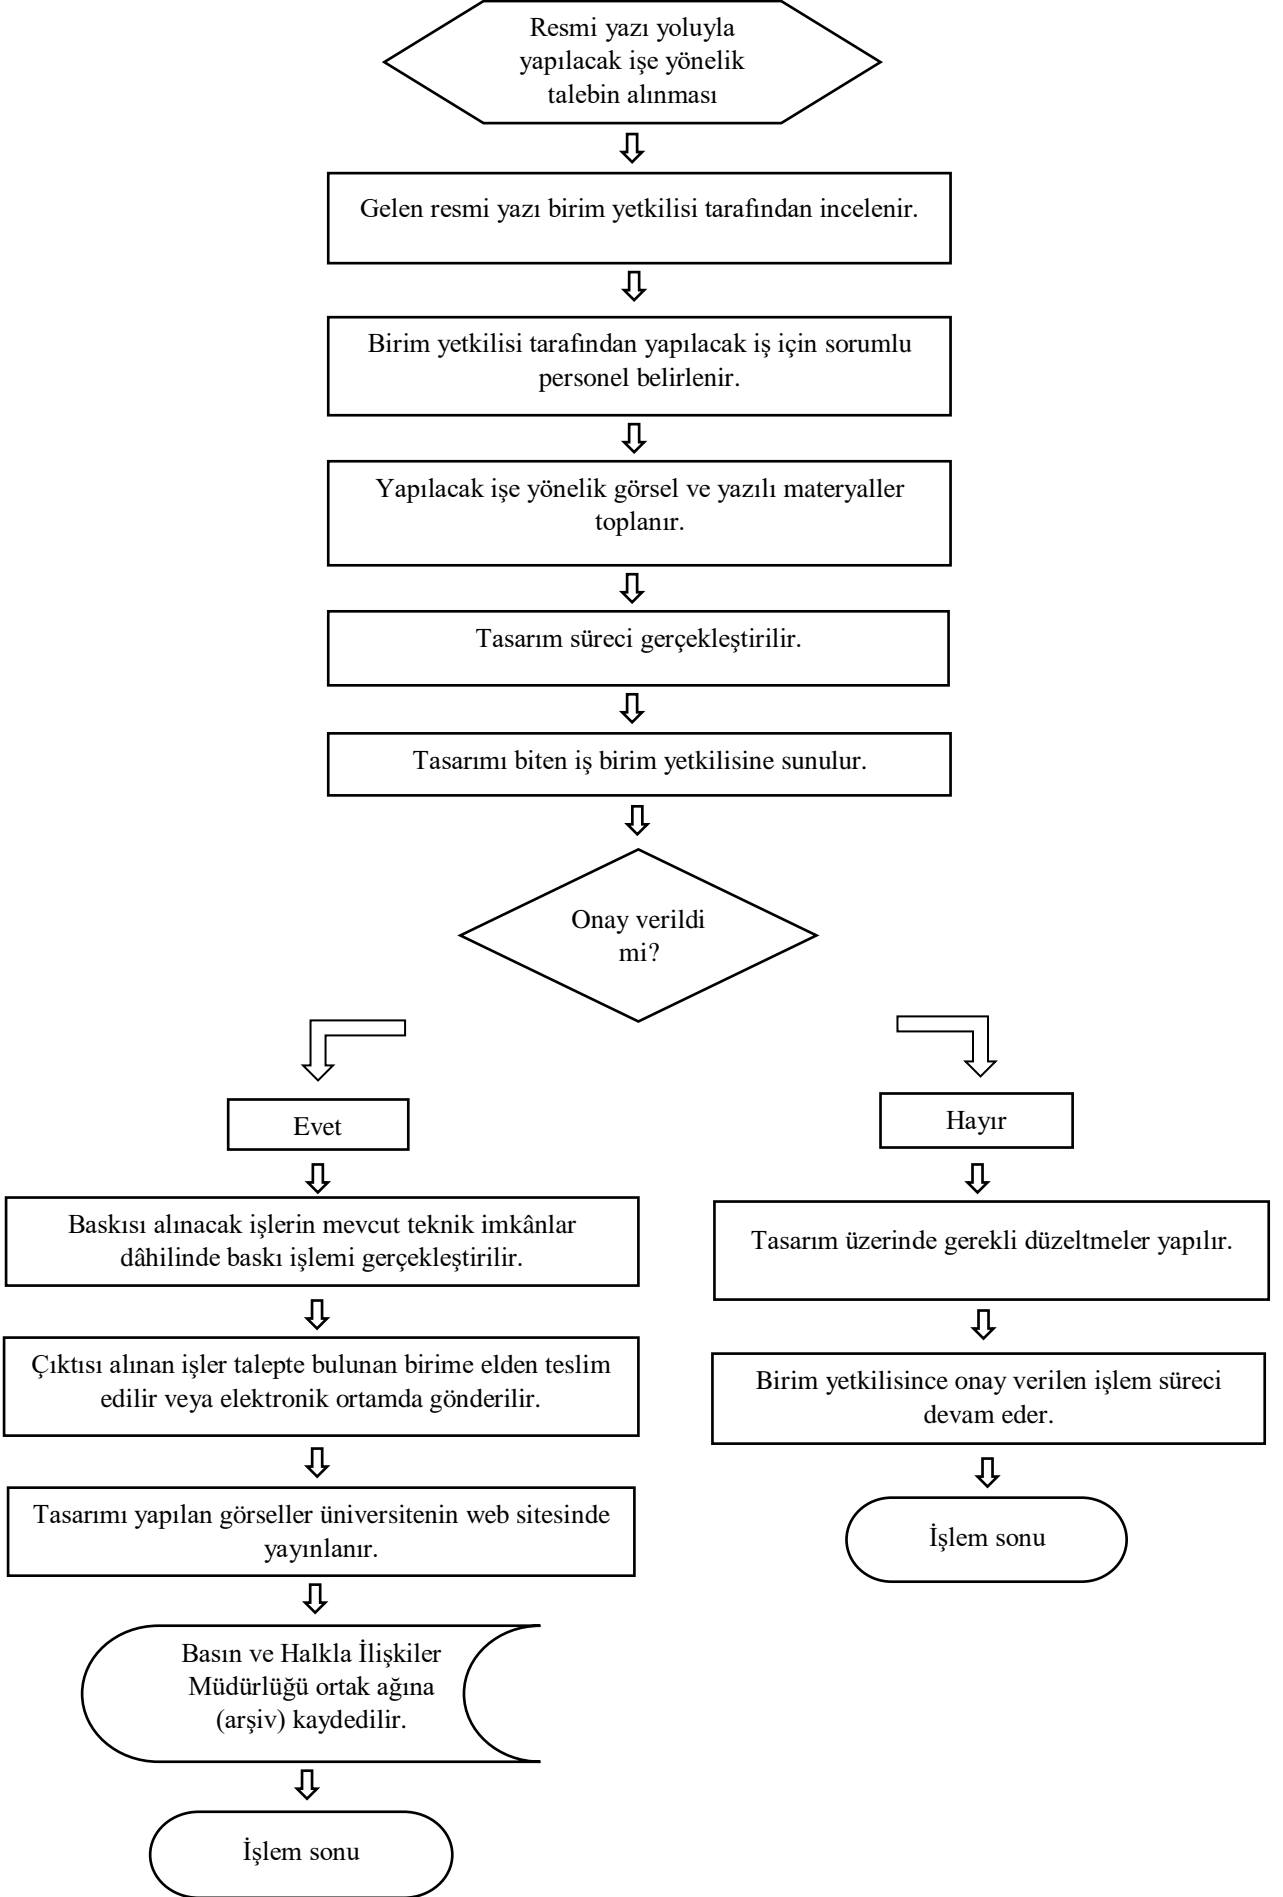 Resmi yazı yoluyla
yapılacak işe yönelik
talebin alınması
Gelen resmi yazı birim yetkilisi tarafından incelenir.
Birim yetkilisi tarafından yapılacak iş için sorumlu
personel belirlenir.
Yapılacak işe yönelik görsel ve yazılı materyaller
toplanır.
Tasarım süreci gerçekleştirilir.
Tasarımı biten iş birim yetkilisine sunulur.
Onay verildi
mi?
Evet
Baskısı alınacak işlerin mevcut teknik imkânlar
dâhilinde baskı işlemi gerçekleştirilir.
Çıktısı alınan işler talepte bulunan birime elden teslim
edilir veya elektronik ortamda gönderilir.
Tasarımı yapılan görseller üniversitenin web sitesinde
yayınlanır.
Basın ve Halkla İlişkiler
Müdürlüğü ortak ağına
(arşiv) kaydedilir.
İşlem sonu
Hayır
Tasarım üzerinde gerekli düzeltmeler yapılır.
Birim yetkilisince onay verilen işlem süreci
devam eder.
İşlem sonu